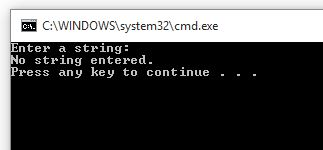 C:\WINDOWS\system32\cmd.exe
Enter a string:
No string entered.
Press any key to continue . . .